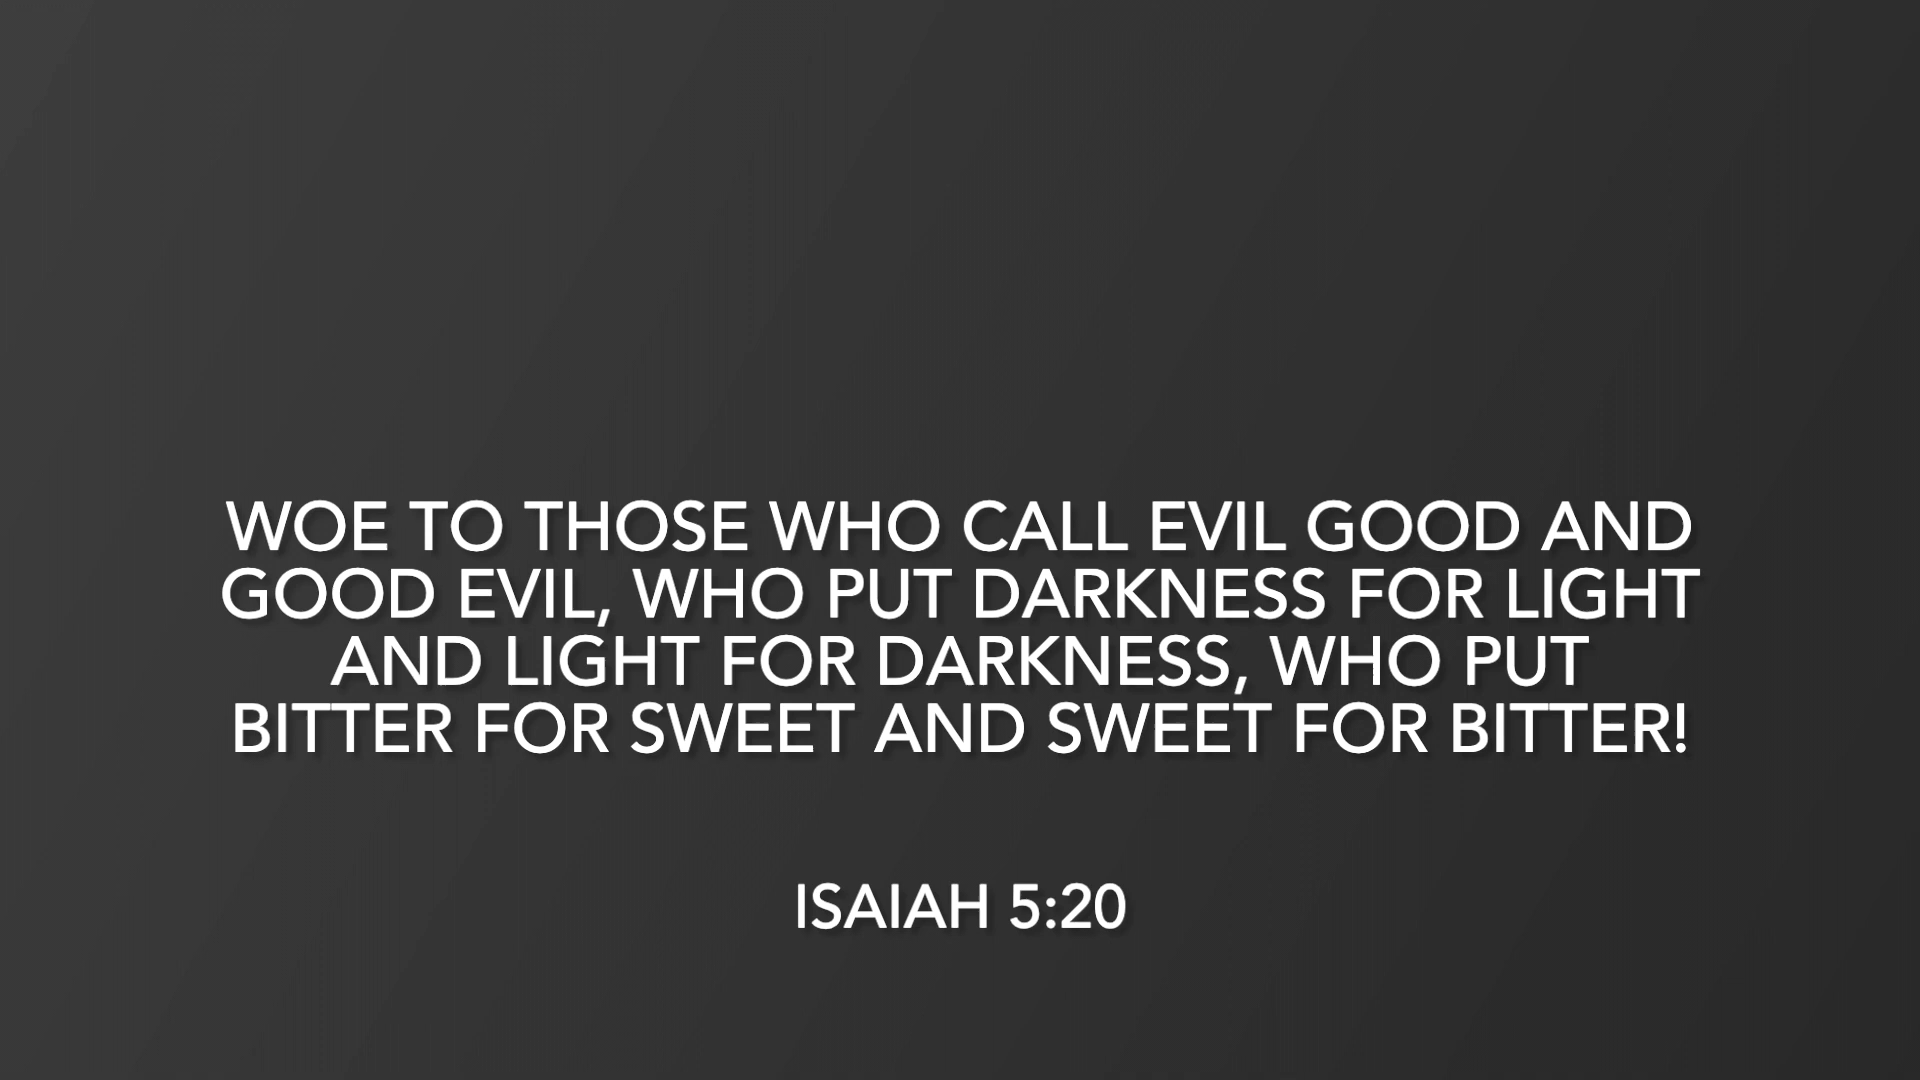 WOE TO THOSE WHO CALL EVIL GOOD AND
GOOD EVIL, WHO PUT DARKNESS FOR LIGHT
AND LIGHT FOR DARKNESS, WHO PUT
BITTER FOR SWEET AND SWEET FOR BITTER!
ISAIAH 5:20